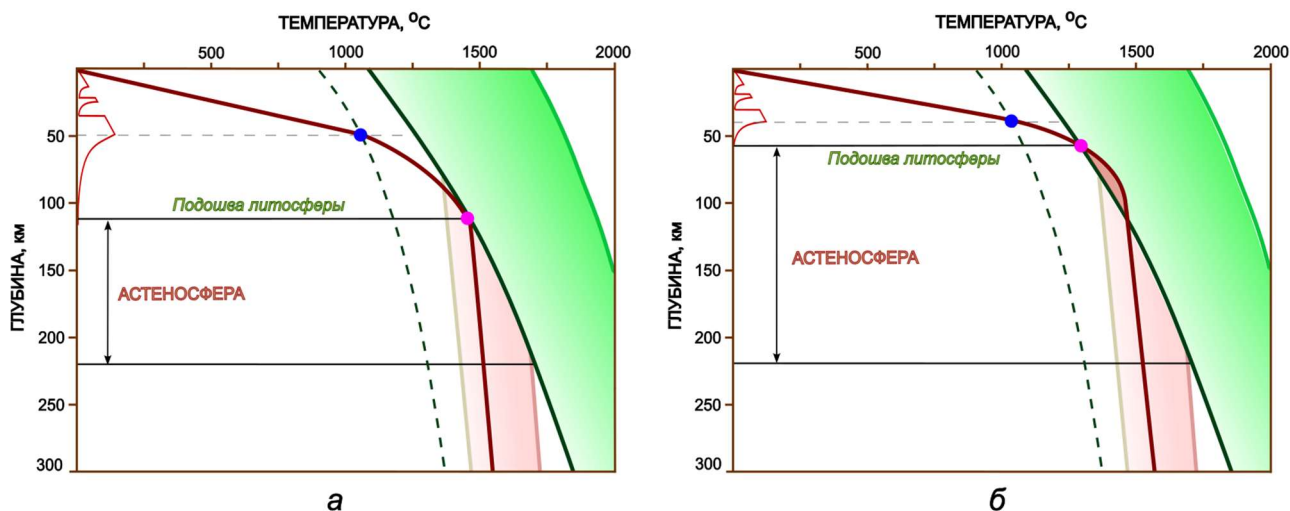 ТЕМПЕРАТУРА, °С
500 1000 1500 2000
50
100
150
200
250
300
ГЛУБИНА, км
Подошва литосферы
АСТЕНОСФЕРА
а
ТЕМПЕРАТУРА, °С
500 1000 1500 2000
50
100
150
200
250
300
ГЛУБИНА, км
Подошва литосферы
АСТЕНОСФЕРА
б